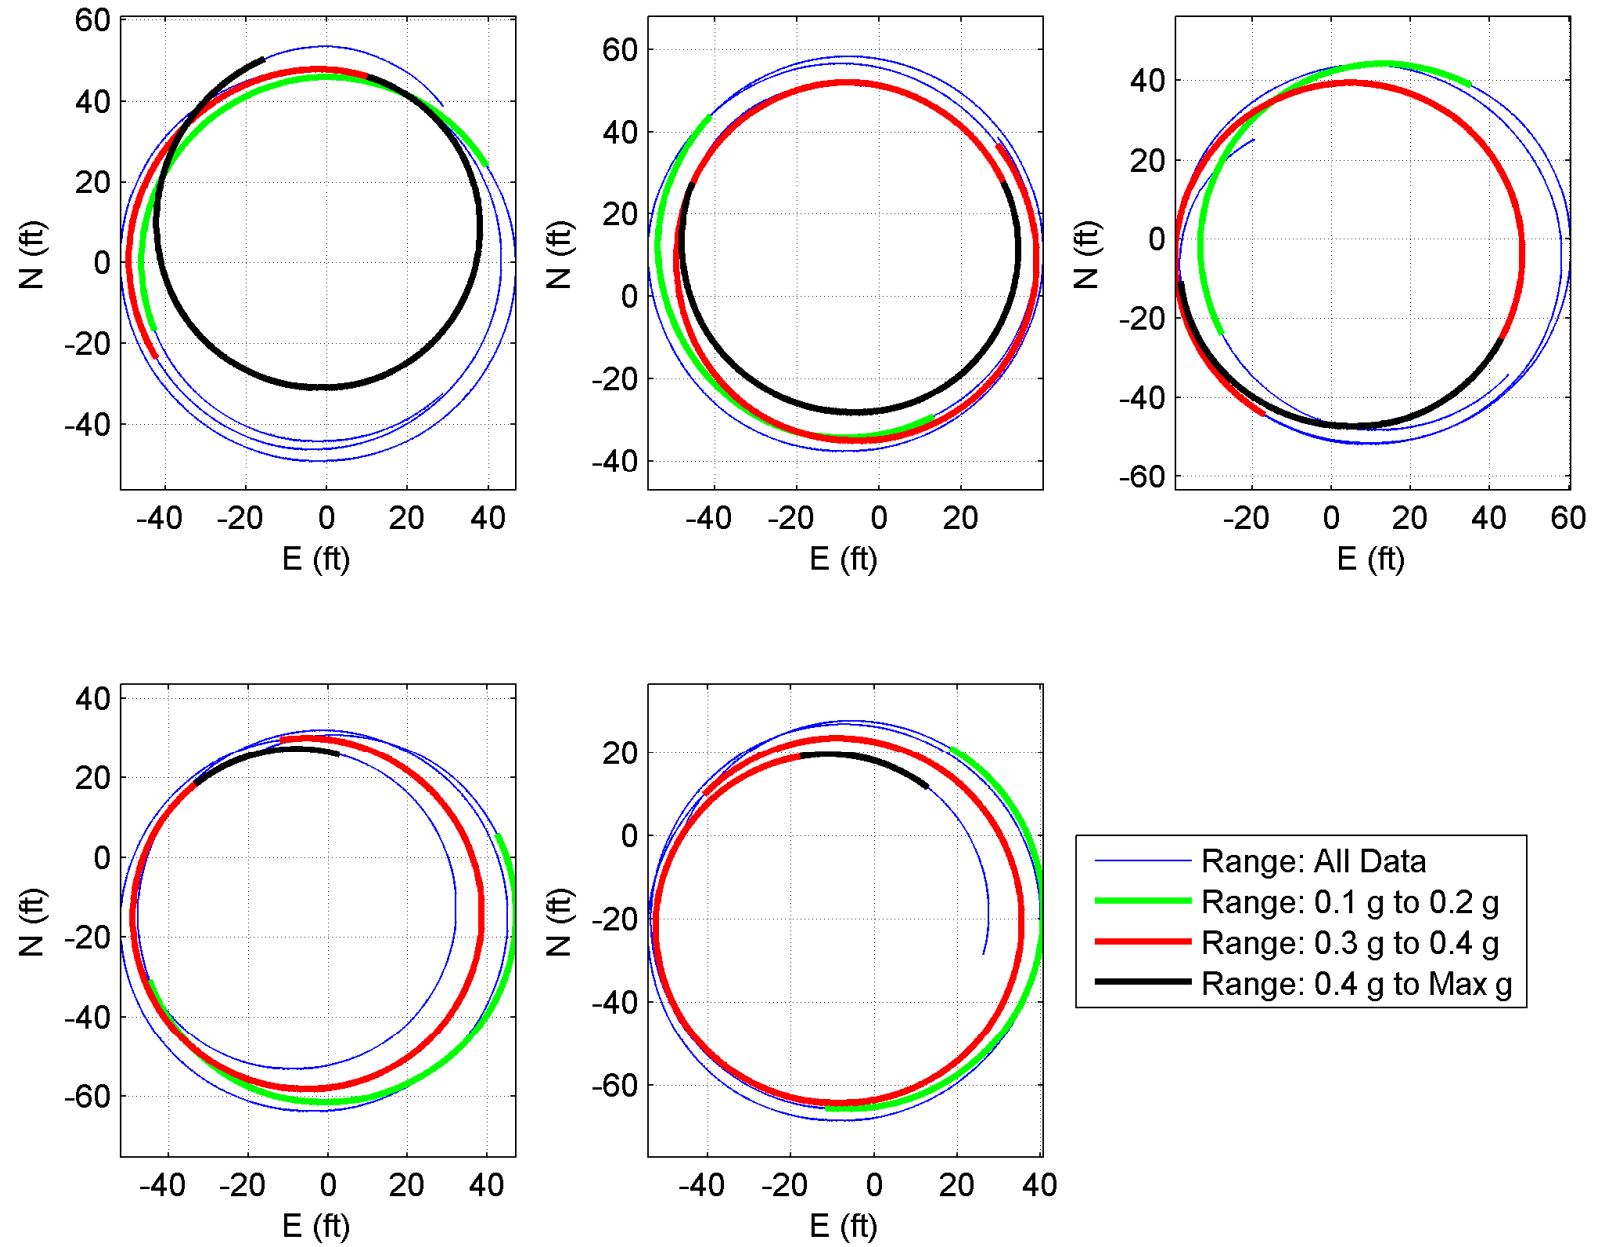 60
40
20
0
-20
-40
N (ft)
-40 -20 0 20 40
E (ft)
60
40
20
0
-20
-40
N (ft)
-40 -20 0 20
E (ft)
40
20
0
-20
-40
-60
N (ft)
-20 0 20 40 60
E (ft)
40
20
0
-20
-40
-60
N (ft)
-40 -20 0 20 40
E (ft)
20
0
-20
-40
-60
N (ft)
-40 -20 0 20 40
E (ft)
Range: All Data
Range: 0.1 g to 0.2 g
Range: 0.3 g to 0.4 g
Range: 0.4 g to Max g